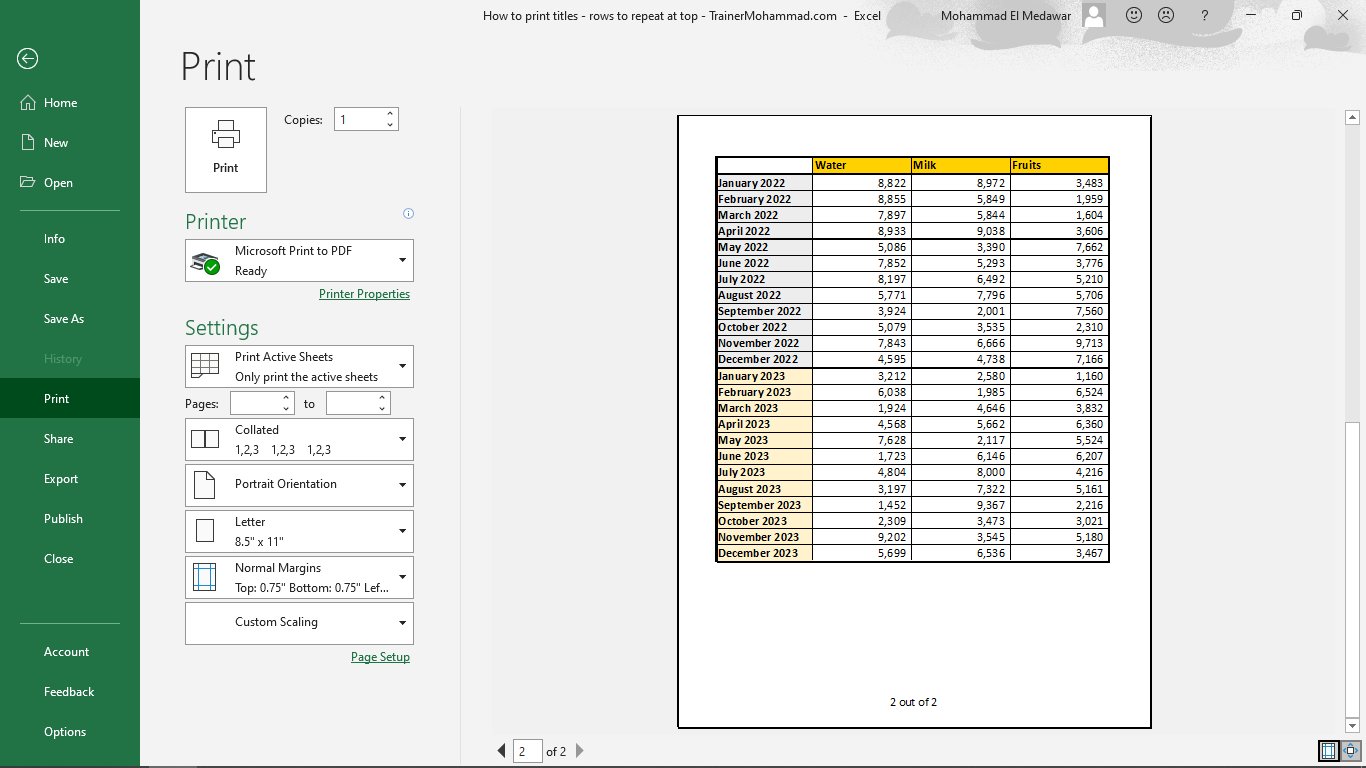 How to print titles - rows to repeat at top - TrainerMohammad.com - Excel
Mohammad El Medawar
?
Home
New
Open
Info
Save
Save As
History
Print
Share
Export
Publish
Close
Account
Feedback
Options
Print
Print
Copies: 1
Printer
Microsoft Print to PDF
Ready
Printer Properties
Settings
Print Active Sheets
Only print the active sheets
Pages: to
Collated
1,2,3 1,2,3 1,2,3
Portrait Orientation
Letter
8.5" x 11"
Normal Margins
Top: 0.75" Bottom: 0.75" Lef...
Custom Scaling
Page Setup
Water Milk Fruits
January 2022 8,822 8,972 3,483
February 2022 8,855 5,849 1,959
March 2022 7,897 5,844 1,604
April 2022 8,933 9,038 3,606
May 2022 5,086 3,390 7,662
June 2022 7,852 5,293 3,776
July 2022 8,197 6,492 5,210
August 2022 5,771 7,796 5,706
September 2022 3,924 2,001 7,560
October 2022 5,079 3,535 2,310
November 2022 7,843 6,666 9,713
December 2022 4,595 4,738 7,166
January 2023 3,212 2,580 1,160
February 2023 6,038 1,985 6,524
March 2023 1,924 4,646 3,832
April 2023 4,568 5,662 6,360
May 2023 7,628 2,117 5,524
June 2023 1,723 6,146 6,207
July 2023 4,804 8,000 4,216
August 2023 3,197 7,322 5,161
September 2023 1,452 9,367 2,216
October 2023 2,309 3,473 3,021
November 2023 9,202 3,545 5,180
December 2023 5,699 6,536 3,467
2 out of 2
2 of 2